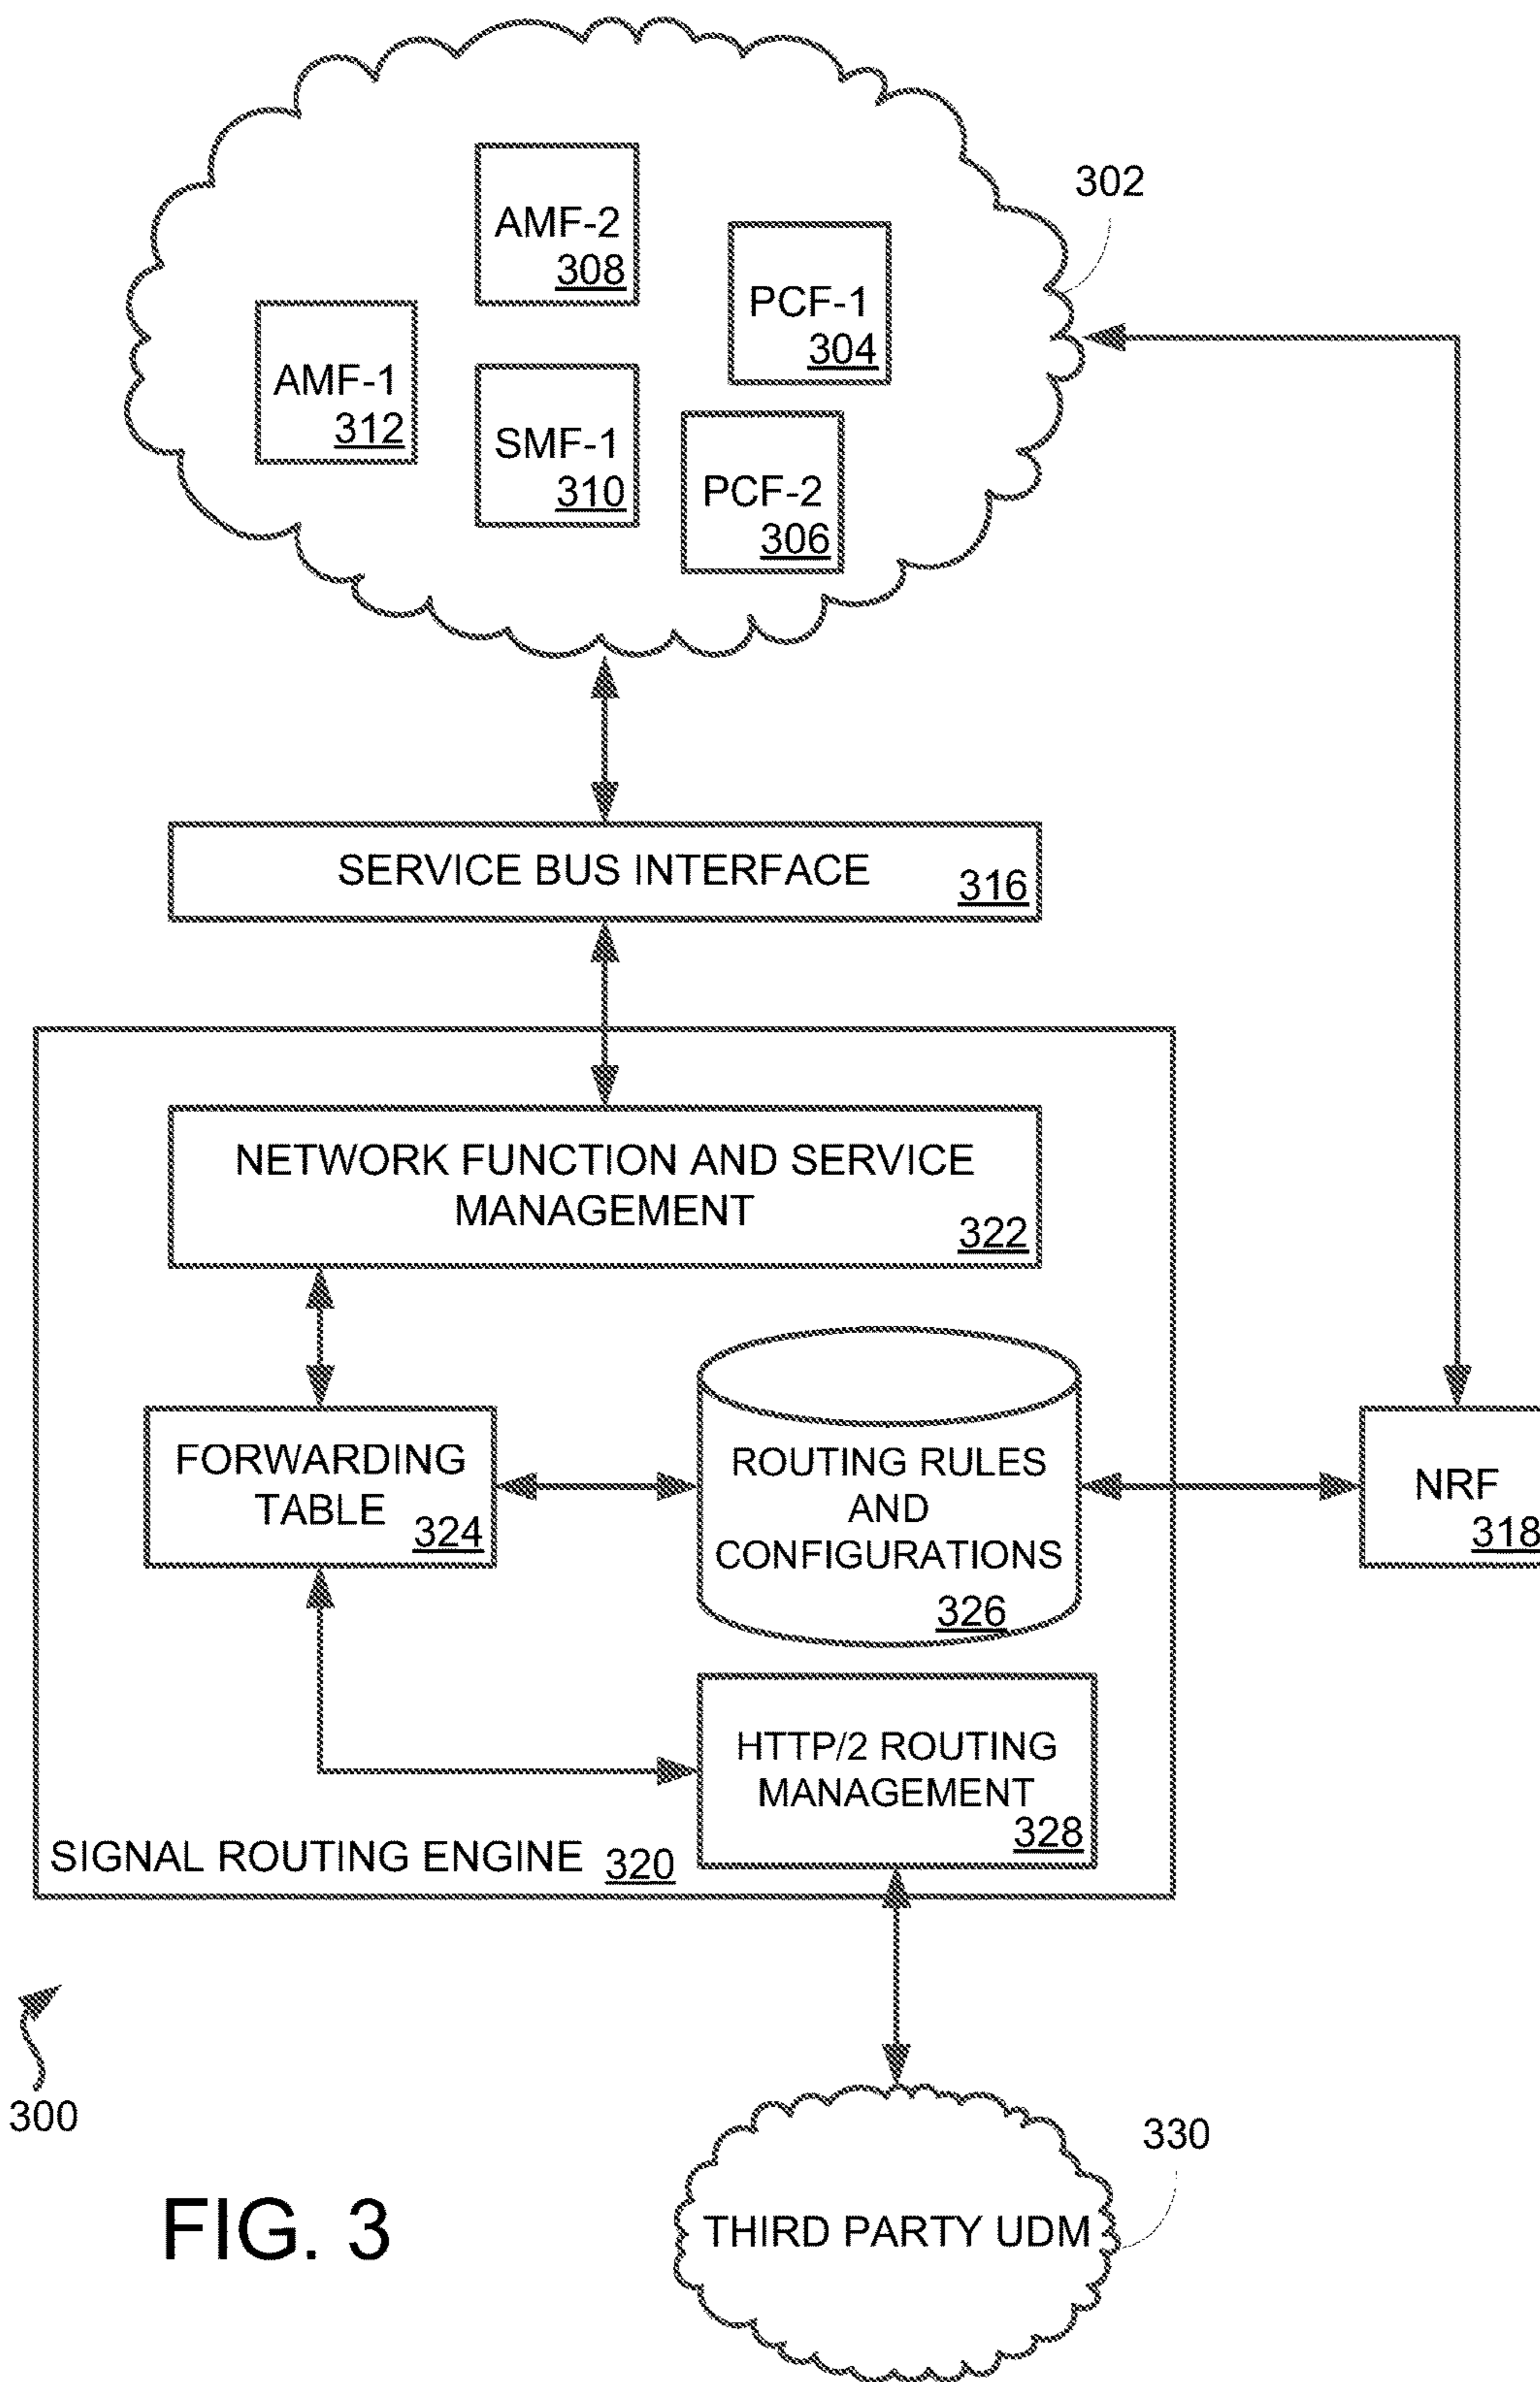 302
AMF-2
308
PCF-1
304
AMF-1
312
SMF-1
310
PCF-2
306
SERVICE BUS INTERFACE
316
NETWORK FUNCTION AND SERVICE
MANAGEMENT
322
FORWARDING
TABLE
324
ROUTING RULES
AND
CONFIGURATIONS
326
NRF
318
HTTP/2 ROUTING
MANAGEMENT
328
SIGNAL ROUTING ENGINE 320
300
330
THIRD PARTY UDM
FIG. 3